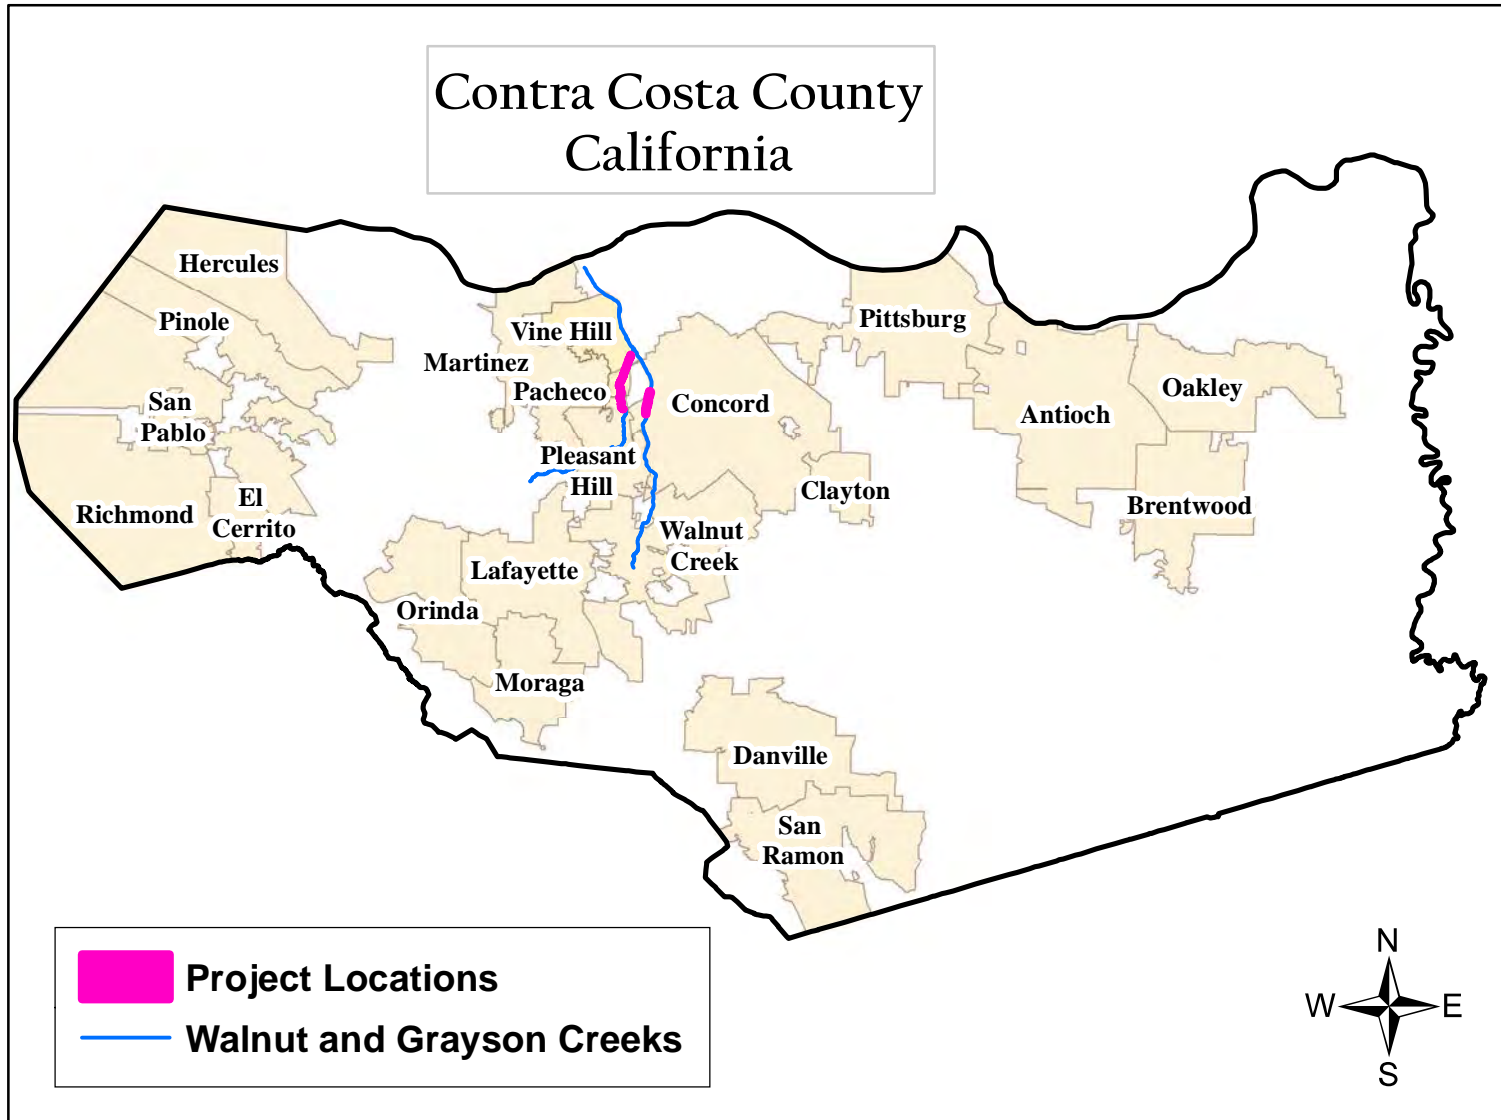 Contra Costa County
California
Hercules
Pinole
Vine Hill
Pittsburg
Martinez
Pacheco
Concord
Oakley
Antioch
San
Pablo
Pleasant
Hill
Clayton
Richmond
El
Cerrito
Brentwood
Walnut
Creek
Lafayette
Orinda
Moraga
Danville
San
Ramon
Project Locations
Walnut and Grayson Creeks
N
W
E
S